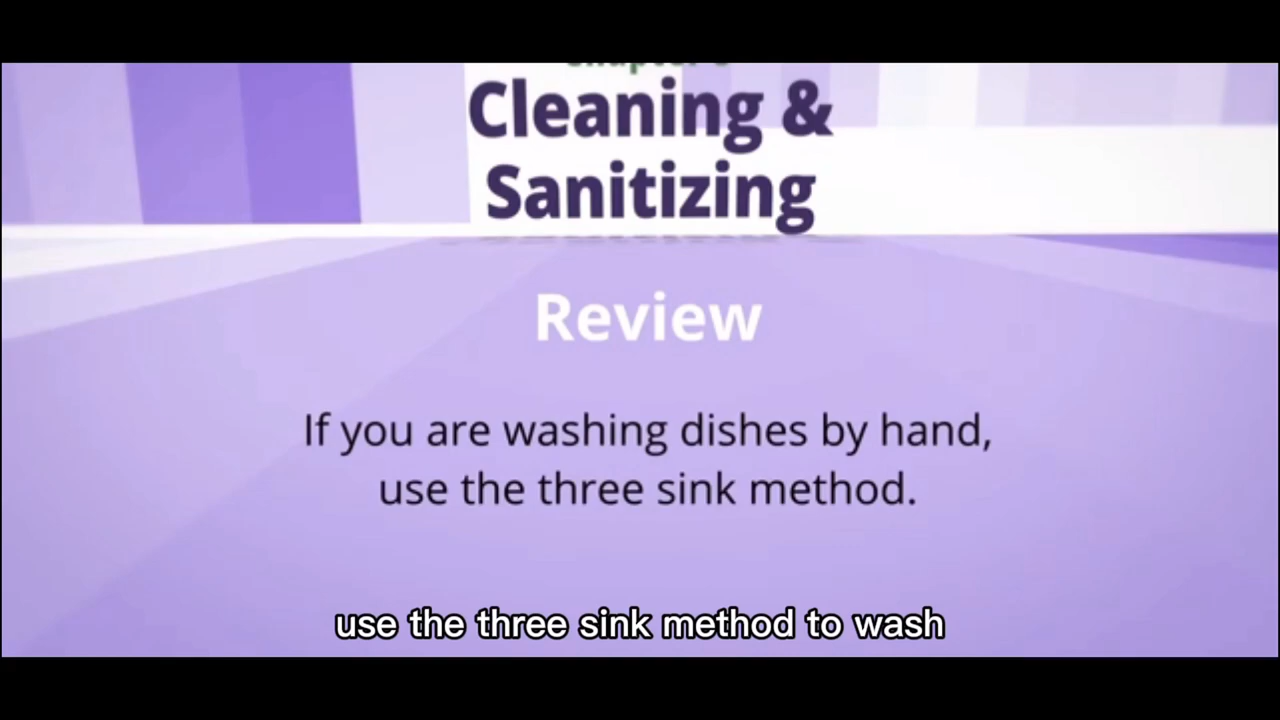 Cleaning &
Sanitizing
Review
If you are washing dishes by hand,
use the three sink method.
use the three sink method to wash